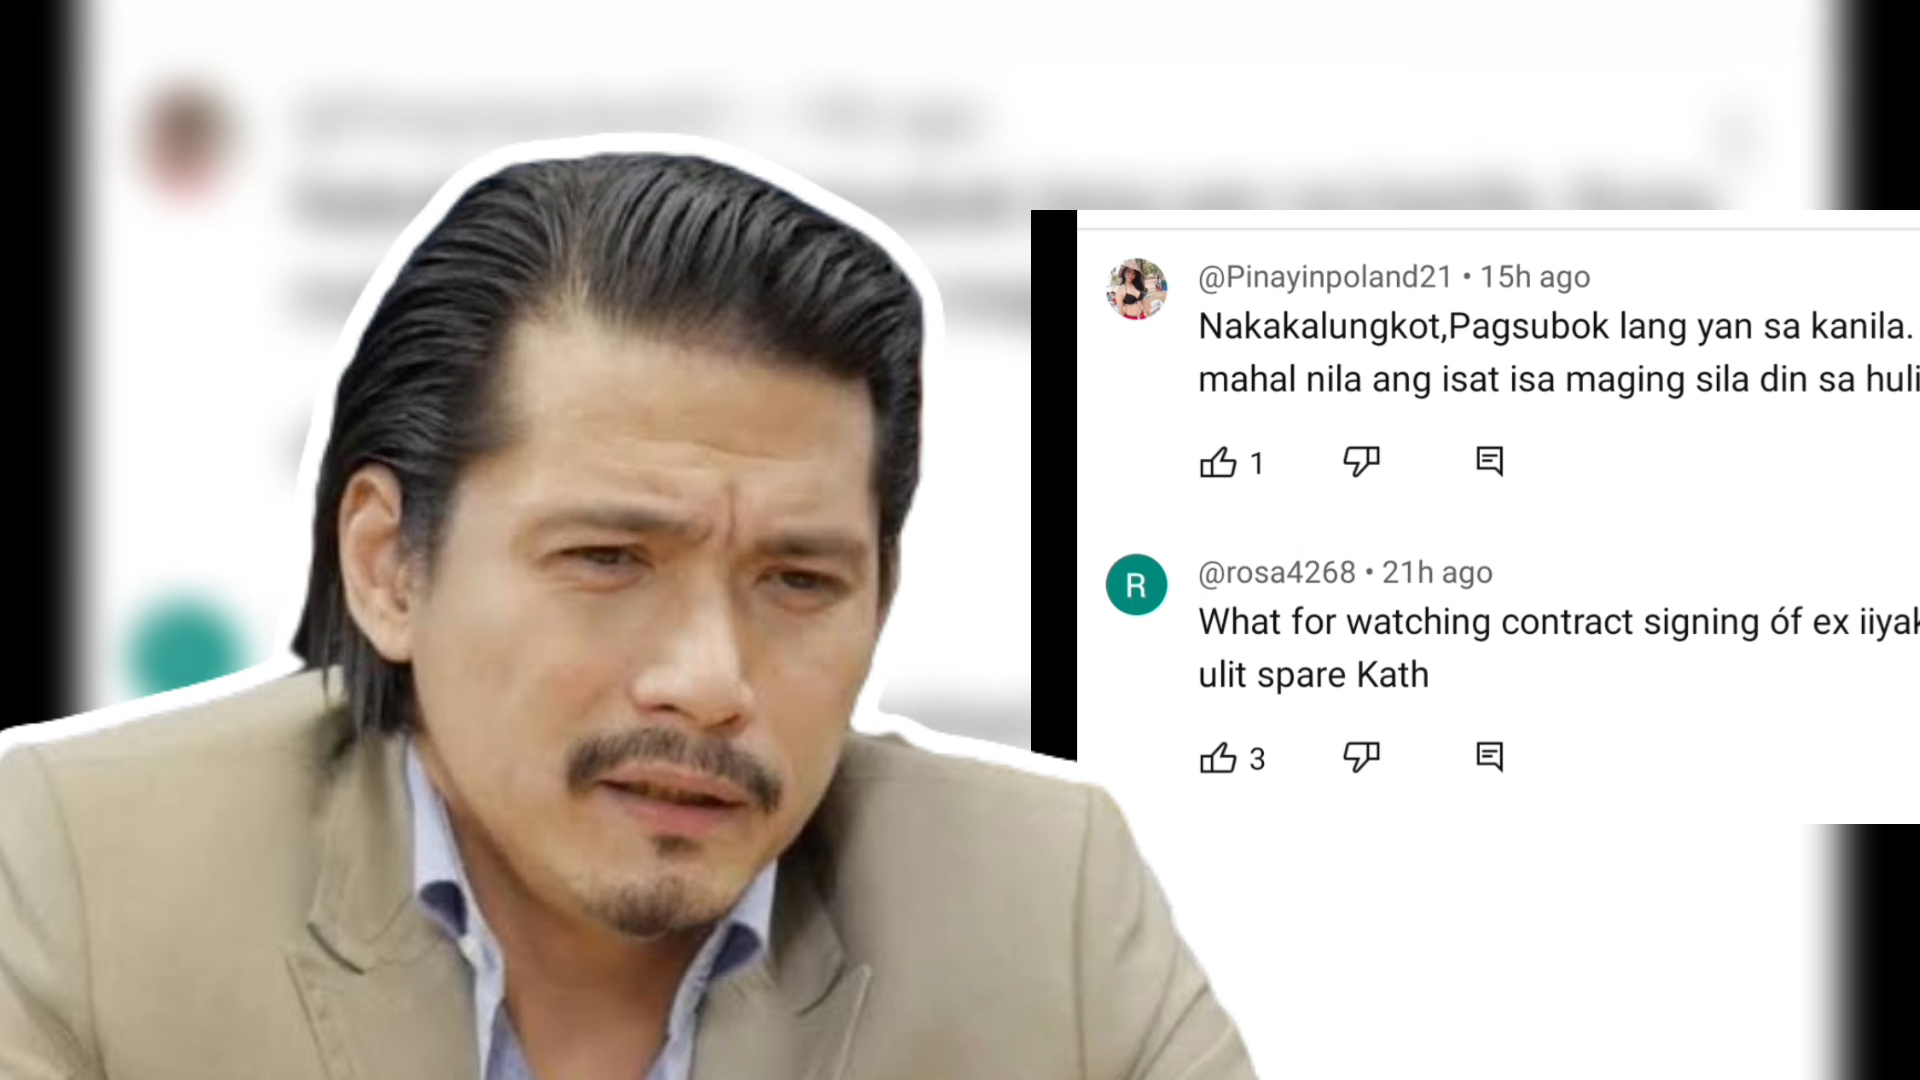 @Pinayinpoland21 • 15h ago
Nakakalungkot,Pagsubok lang yan sa kanila.
mahal nila ang isat isa maging sila din sa huli
1
R
@rosa4268 • 21h ago
What for watching contract signing óf ex iiyak
ulit spare Kath
3